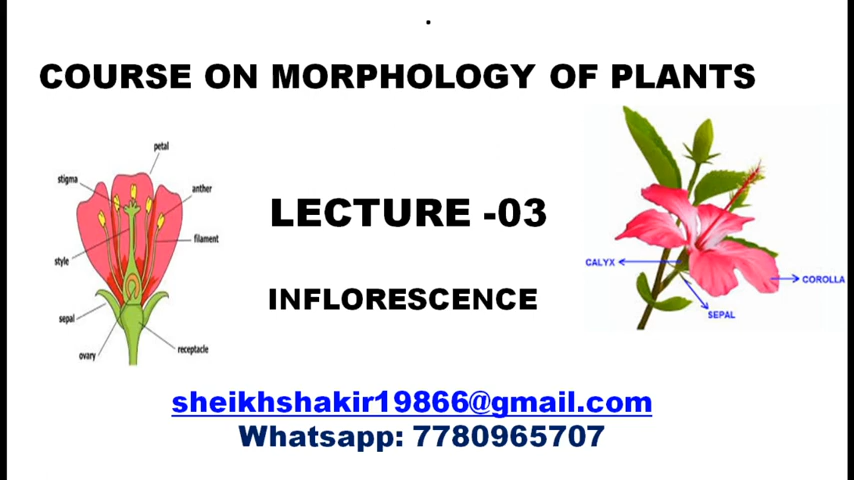 COURSE ON MORPHOLOGY OF PLANTS
petal
stigma
anther
filament
style
sepal
ovary
receptacle
LECTURE -03
INFLORESCENCE
CALYX
COROLLA
SEPAL
sheikhshakir19866@gmail.com
Whatsapp: 7780965707